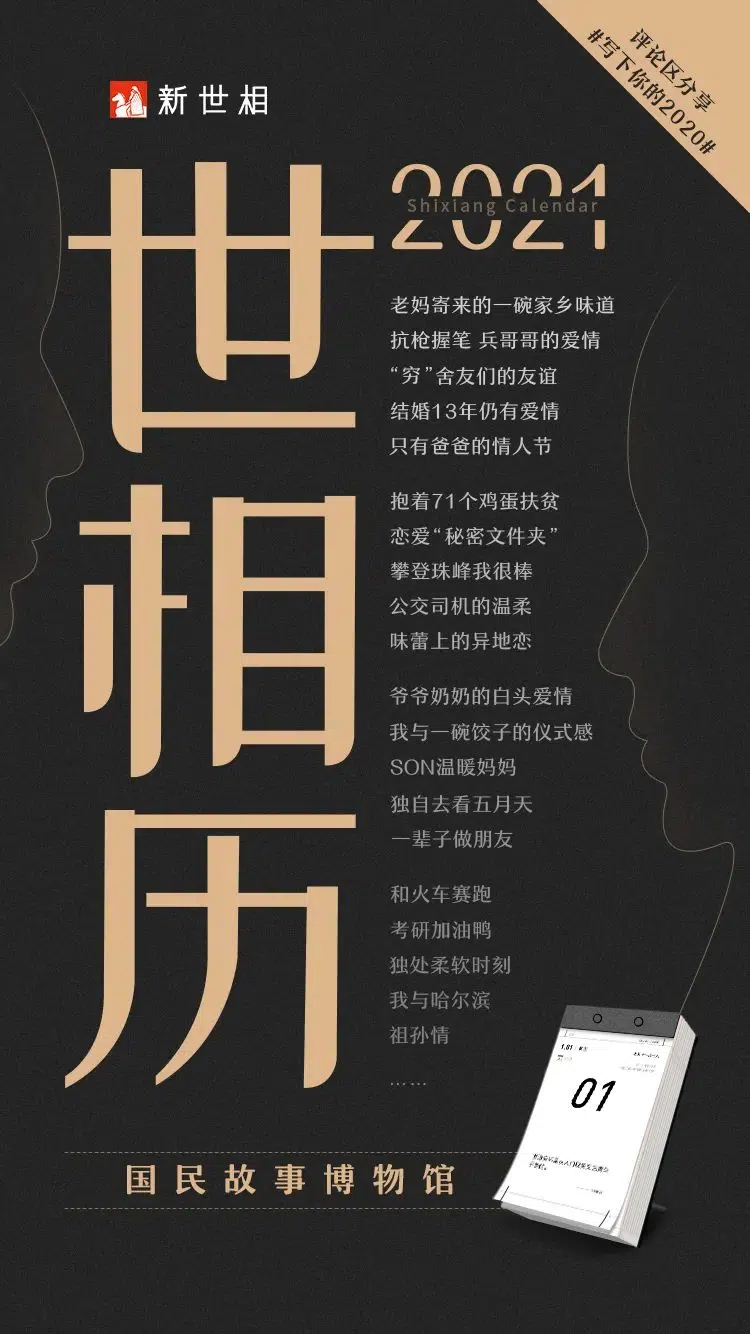 新世相
评论区分享
#写下你的2020#
世相历
2021
Shixiang Calendar
老妈寄来的一碗家乡味道
抗枪握笔 兵哥哥的爱情
“穷”舍友们的友谊
结婚13年仍有爱情
只有爸爸的情人节
抱着71个鸡蛋扶贫
恋爱“秘密文件夹”
攀登珠峰我很棒
公交司机的温柔
味蕾上的异地恋
爷爷奶奶的白头爱情
我与一碗饺子的仪式感
SON温暖妈妈
独自去看五月天
一辈子做朋友
和火车赛跑
考研加油鸭
独处柔软时刻
我与哈尔滨
祖孙情
……
国民故事博物馆
1.01
01